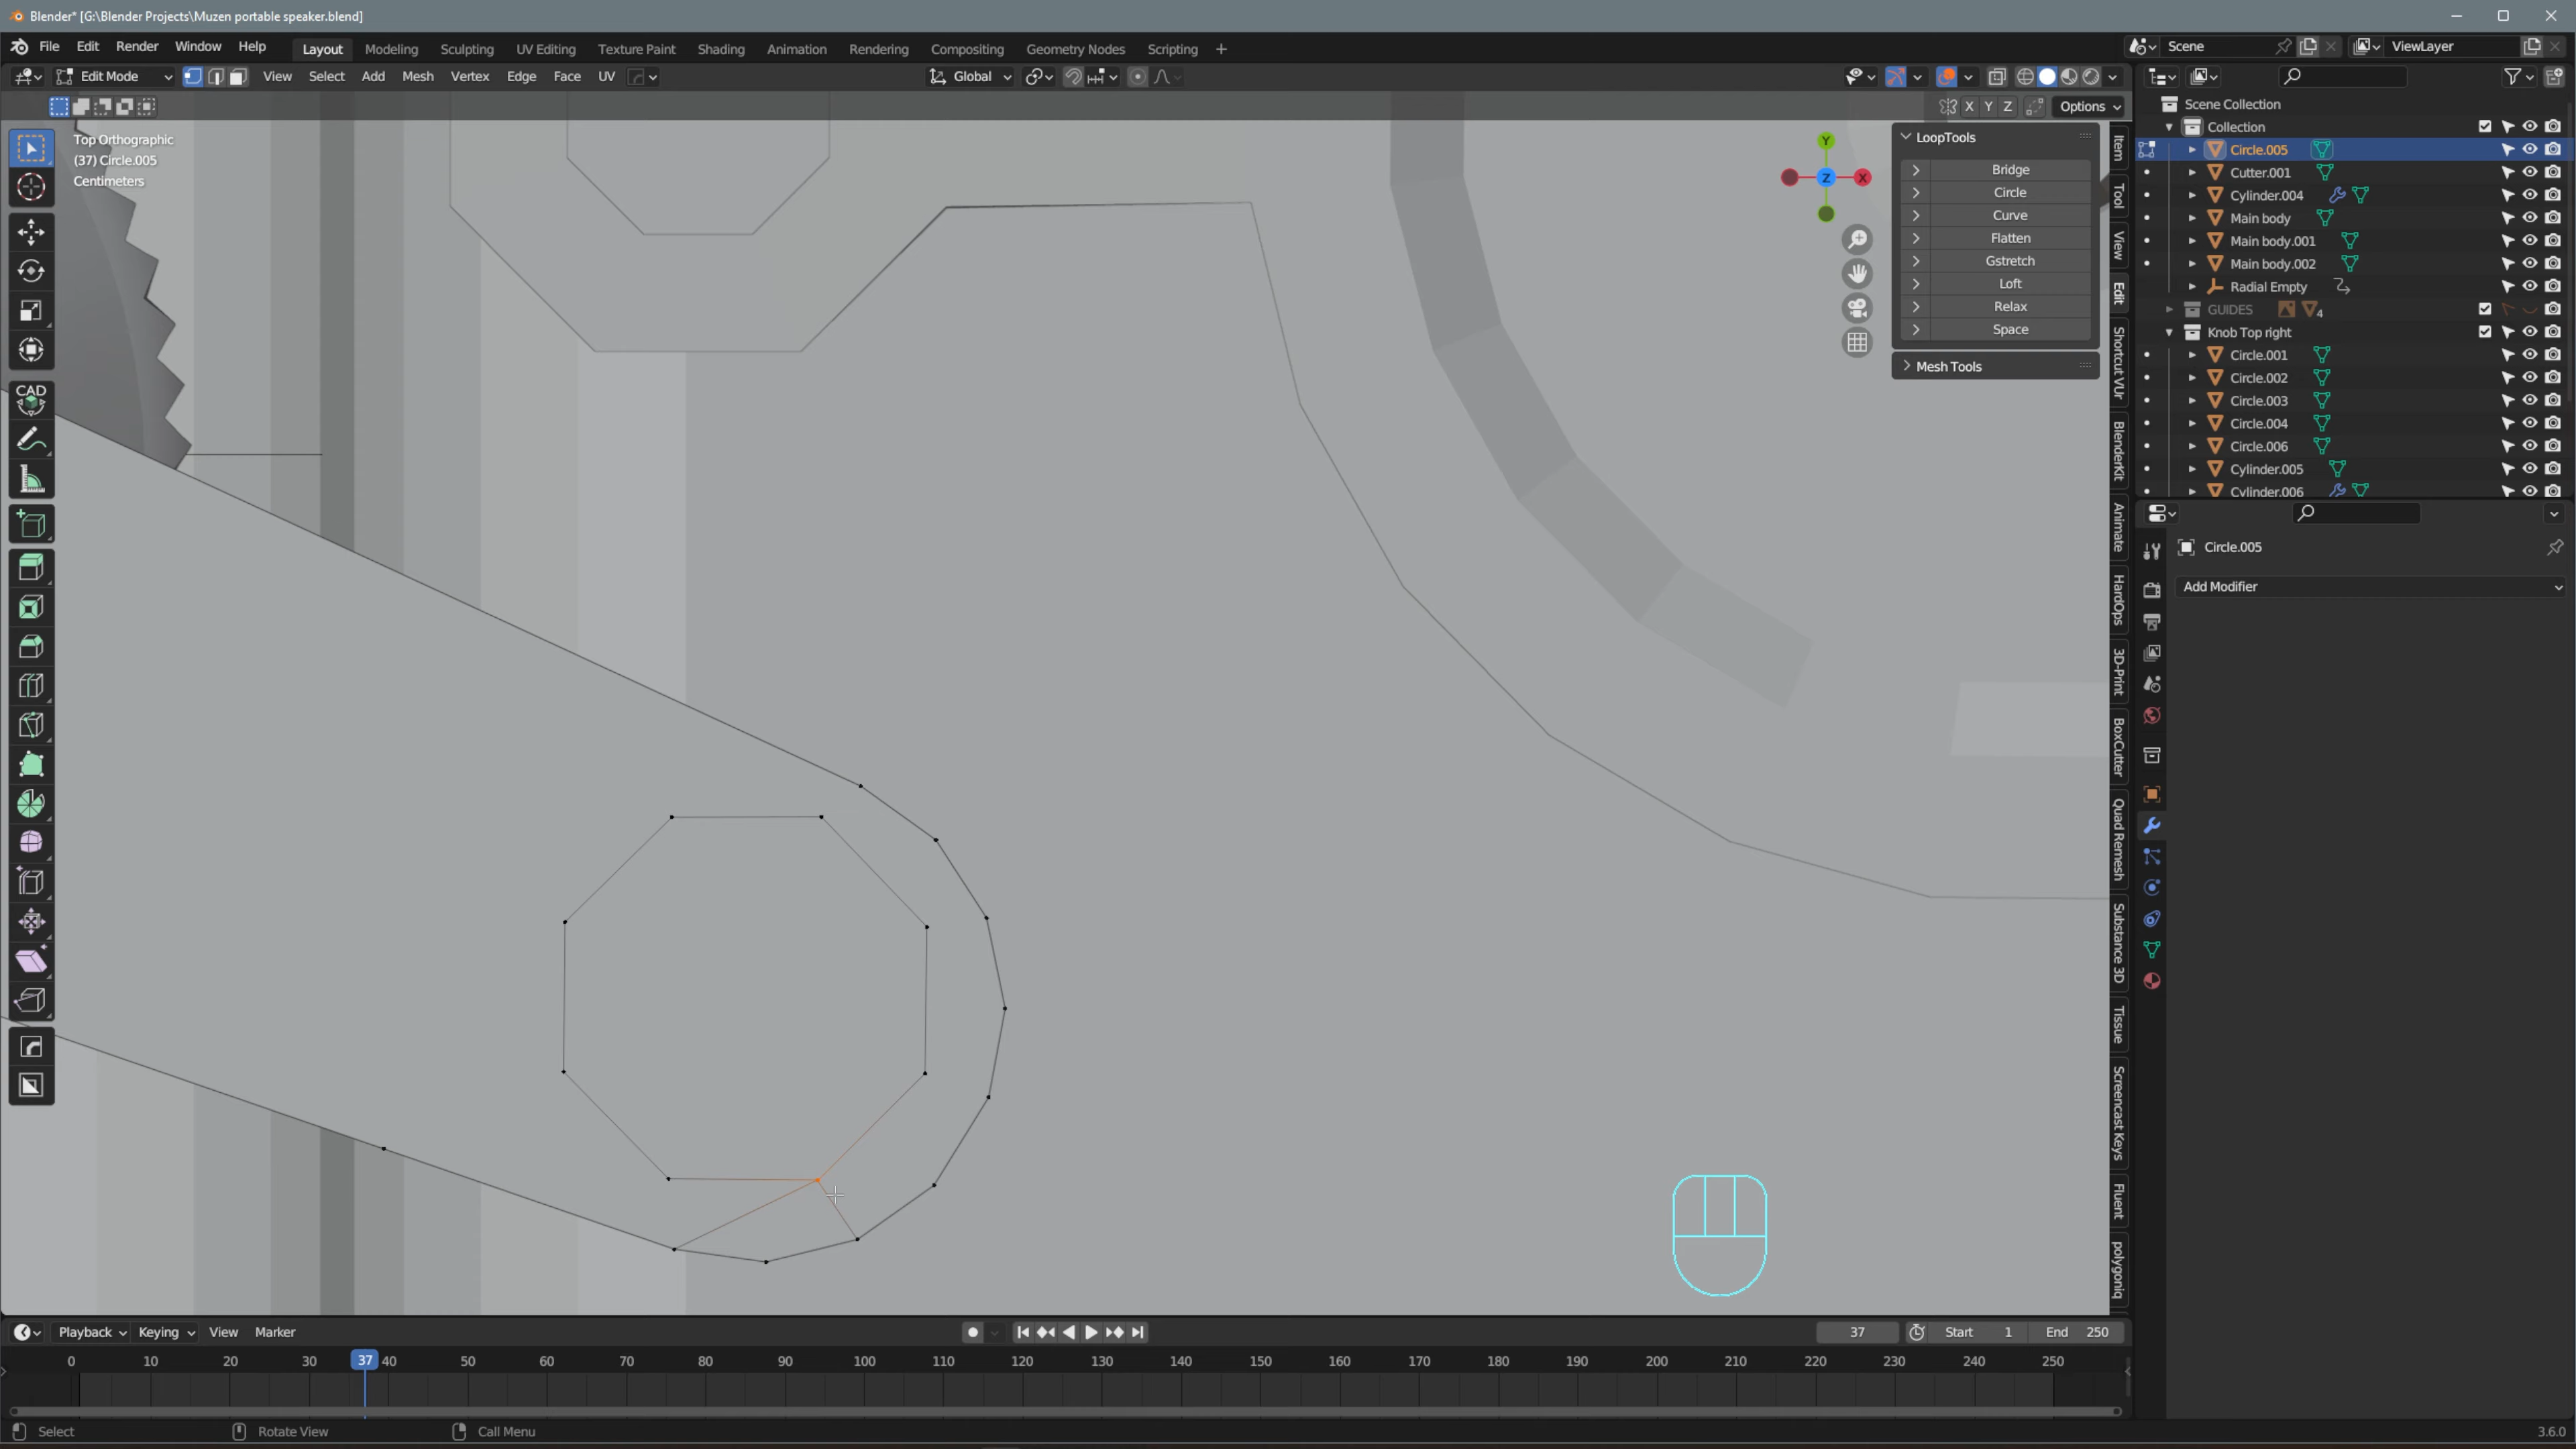 Blender* [G:\Blender Projects\Muzen portable speaker.blend]
File Edit Render Window Help Layout Modeling Sculpting UV Editing Texture Paint Shading Animation Rendering Compositing Geometry Nodes Scripting + Scene ViewLayer
Edit Mode View Select Add Mesh Vertex Edge Face UV Global
X Y Z Options
Top Orthographic
(37) Circle.005
Centimeters
CAD
Y
X
Z
LoopTools
Bridge
Circle
Curve
Flatten
Gstretch
Loft
Relax
Space
Mesh Tools
Item
Tool
View
Edit
Shortcut VUr
BlenderKit
Animate
HardOps
3D-Print
BoxCutter
Quad Remesh
Substance 3D
Tissue
Screencast Keys
Fluent
polygoniq
Scene Collection
Collection
Circle.005
Cutter.001
Cylinder.004
Main body
Main body.001
Main body.002
Radial Empty
GUIDES 4
Knob Top right
Circle.001
Circle.002
Circle.003
Circle.004
Circle.006
Cylinder.005
Cylinder.006
Circle.005
Add Modifier
Playback Keying View Marker 37 Start 1 End 250
0 10 20 30 37 40 50 60 70 80 90 100 110 120 130 140 150 160 170 180 190 200 210 220 230 240 250
Select Rotate View Call Menu 3.6.0